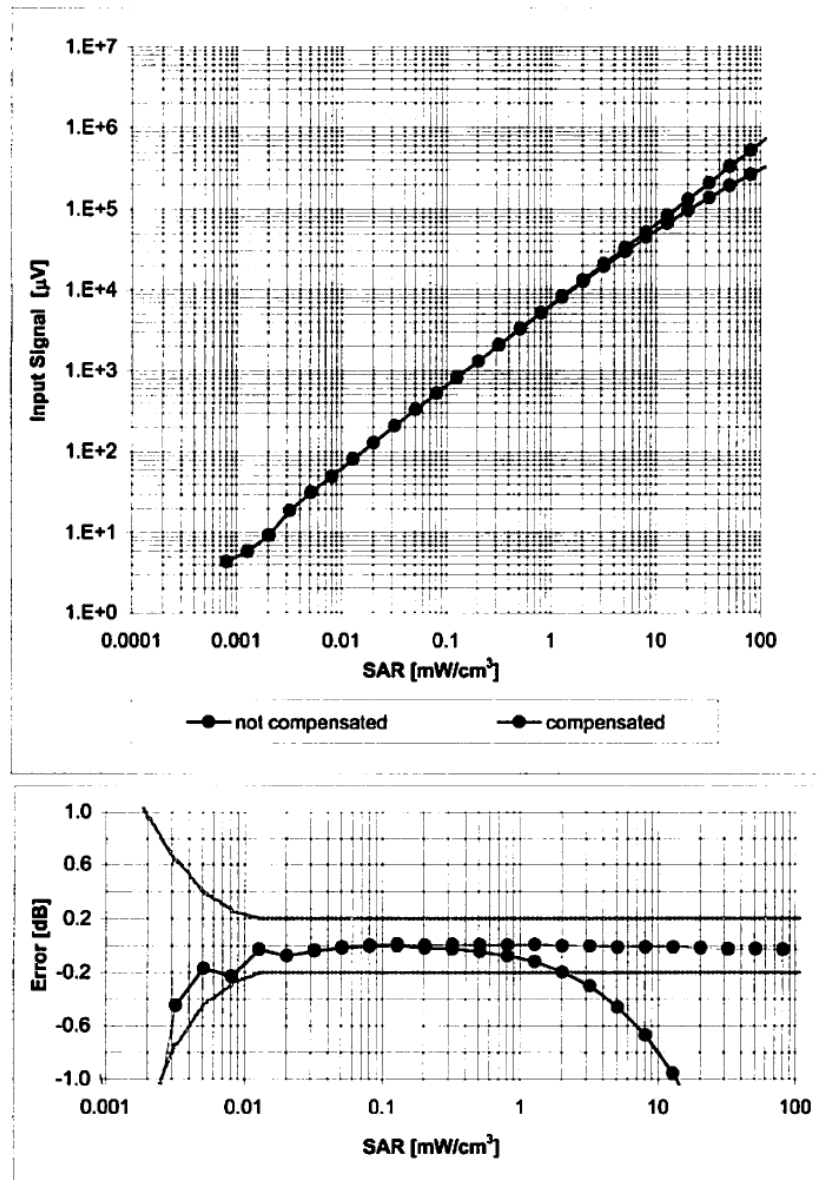 1.E+7
1.E+6
1.E+5
1.E+4
1.E+3
1.E+2
1.E+1
1.E+0
Input Signal [µV]
0.0001 0.001 0.01 0.1 1 10 100
SAR [mW/cm³]
not compensated compensated
1.0
0.6
0.2
-0.2
-0.6
-1.0
Error [dB]
0.001 0.01 0.1 1 10 100
SAR [mW/cm³]